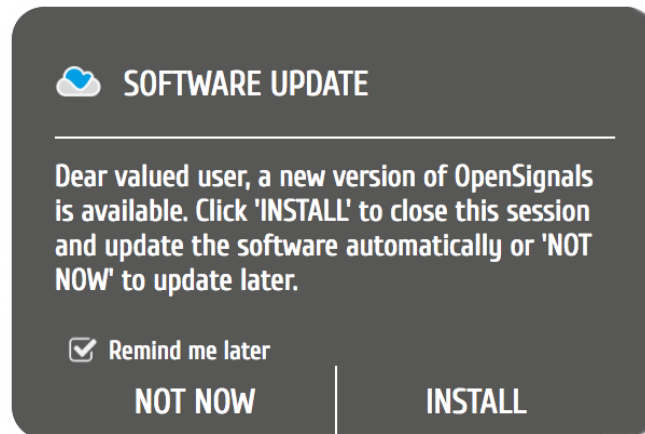 SOFTWARE UPDATE
Dear valued user, a new version of OpenSignals
is available. Click 'INSTALL' to close this session
and update the software automatically or 'NOT
NOW' to update later.
Remind me later
NOT NOW
INSTALL